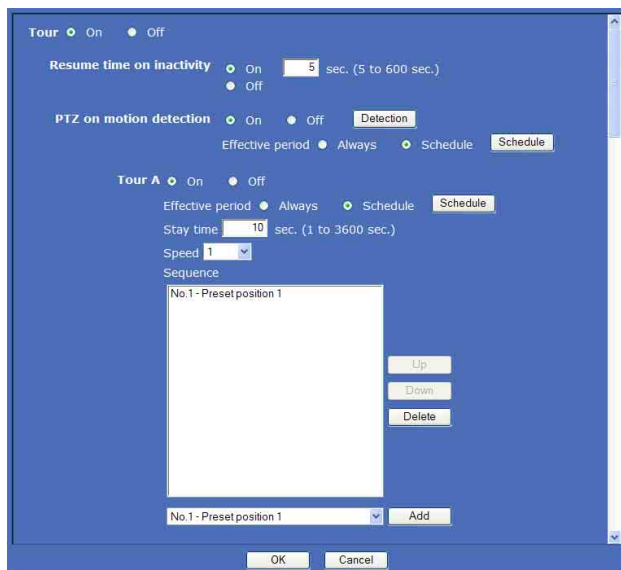 Tour On Off
Resume time on inactivity On 5 sec. (5 to 600 sec.)
Off
PTZ on motion detection On Off Detection
Effective period Always Schedule Schedule
Tour A On Off
Effective period Always Schedule Schedule
Stay time 10 sec. (1 to 3600 sec.)
Speed 1
Sequence
No.1 - Preset position 1
Up
Down
Delete
No.1 - Preset position 1 Add
OK Cancel